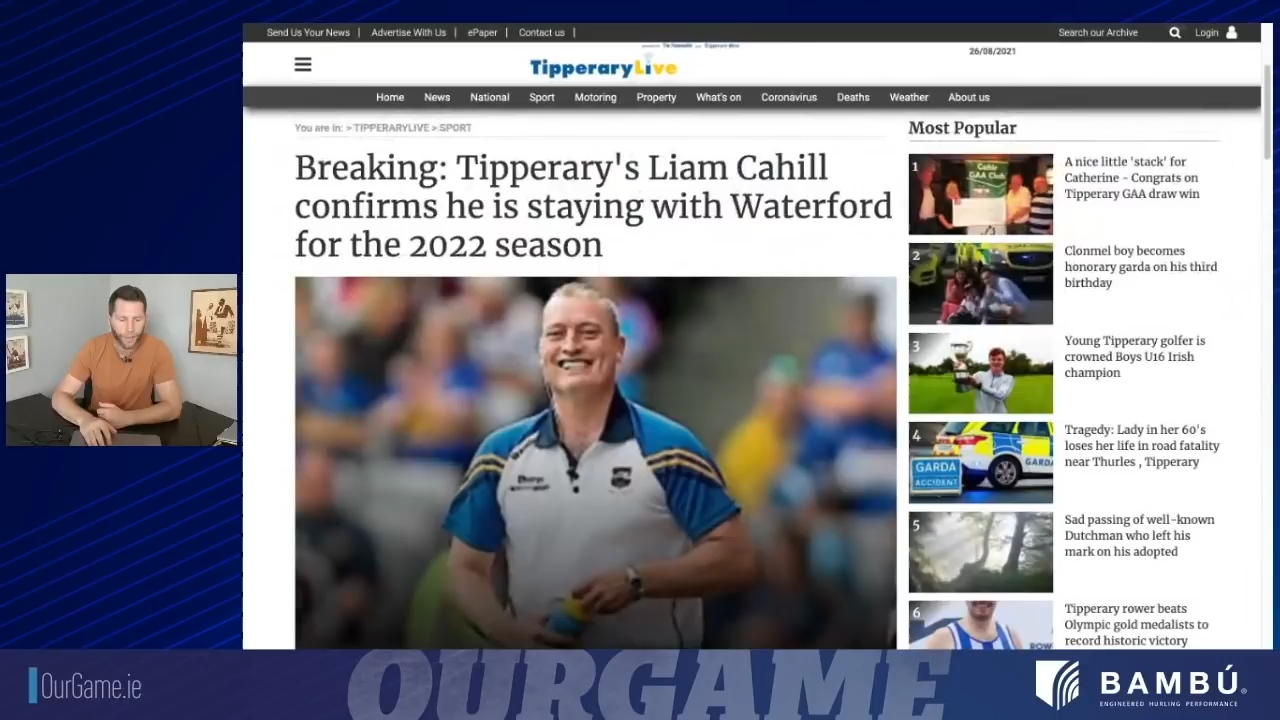 Send Us Your News |
Advertise With Us |
ePaper |
Contact us |
Search our Archive
Login
TipperaryLive
26/08/2021
Home
News
National
Sport
Motoring
Property
What's on
Coronavirus
Deaths
Weather
About us
You are in: > TIPPERARYLIVE > SPORT
Breaking: Tipperary's Liam Cahill
confirms he is staying with Waterford
for the 2022 season
Most Popular
1
Cahir
GAA Club
A nice little 'stack' for
Catherine - Congrats on
Tipperary GAA draw win
2
Clonmel boy becomes
honorary garda on his third
birthday
3
Young Tipperary golfer is
crowned Boys U16 Irish
champion
4
GARDA
ACCIDENT
GARDA
Tragedy: Lady in her 60's
loses her life in road fatality
near Thurles , Tipperary
5
Sad passing of well-known
Dutchman who left his
mark on his adopted
6
ROW
Tipperary rower beats
Olympic gold medalists to
record historic victory
OurGame.ie
OURGAME
BAMBÚ®
ENGINEERED HURLING PERFORMANCE